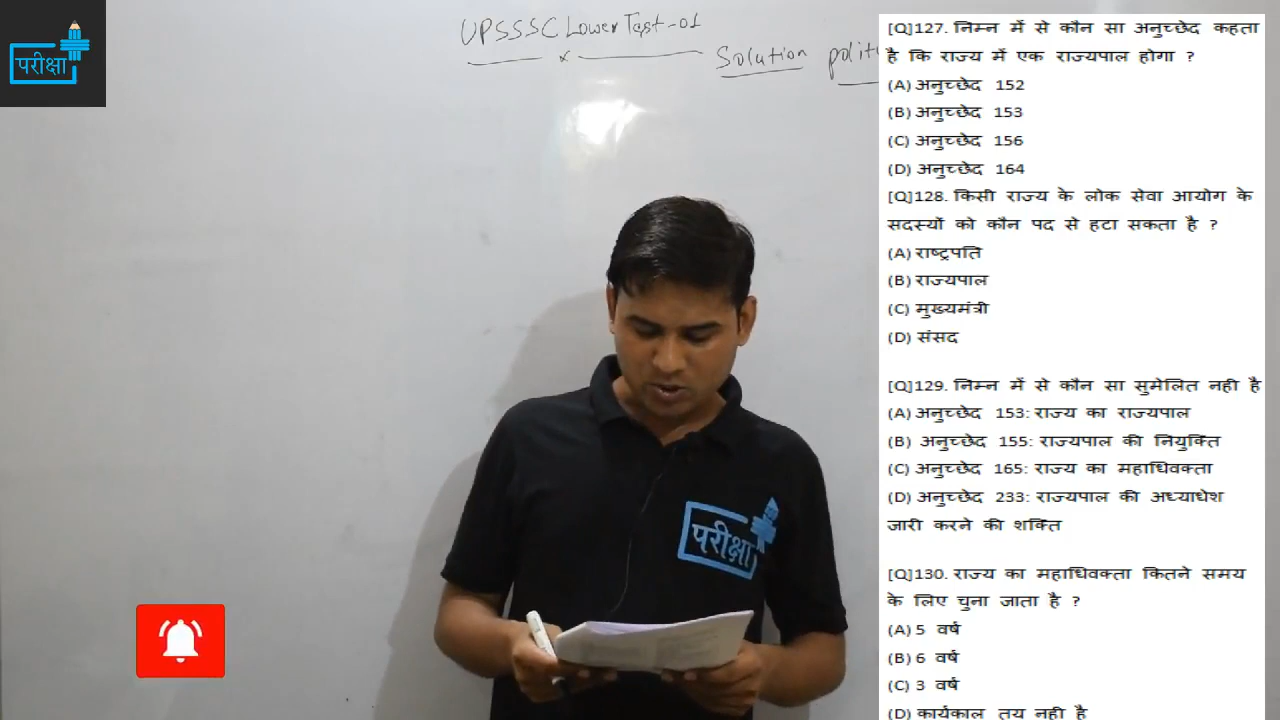 परीक्षा
UPSSSC Lower Test-01
Solution polit
[Q]127. निम्न में से कौन सा अनुच्छेद कहता
है कि राज्य में एक राज्यपाल होगा ?
(A) अनुच्छेद 152
(B) अनुच्छेद 153
(C) अनुच्छेद 156
(D) अनुच्छेद 164
[Q]128. किसी राज्य के लोक सेवा आयोग के
सदस्यों को कौन पद से हटा सकता है ?
(A) राष्ट्रपति
(B) राज्यपाल
(C) मुख्यमंत्री
(D) संसद
[Q]129. निम्न में से कौन सा सुमेलित नही है
(A) अनुच्छेद 153: राज्य का राज्यपाल
(B) अनुच्छेद 155: राज्यपाल की नियुक्ति
(C) अनुच्छेद 165: राज्य का महाधिवक्ता
(D) अनुच्छेद 233: राज्यपाल की अध्याधेश
जारी करने की शक्ति
[Q]130. राज्य का महाधिवक्ता कितने समय
के लिए चुना जाता है ?
(A) 5 वर्ष
(B) 6 वर्ष
(C) 3 वर्ष
(D) कार्यकाल तय नही है
परीक्षा